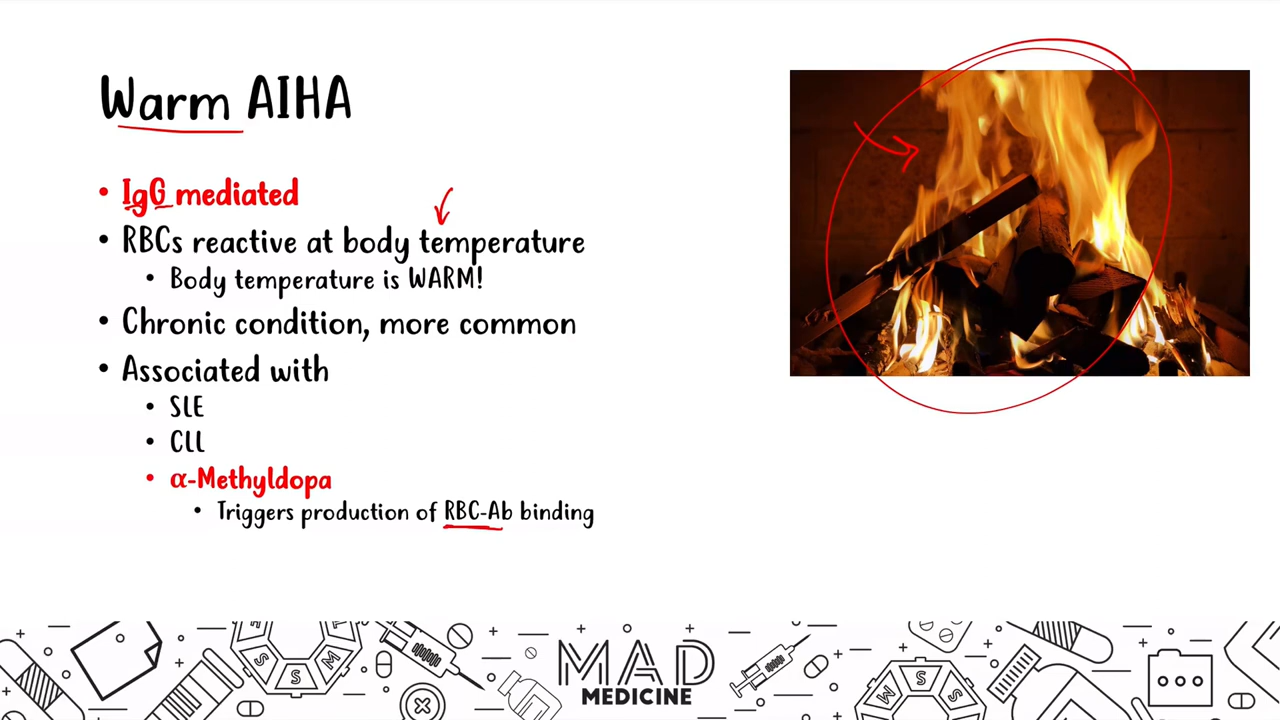 Warm AIHA
• IgG mediated
• RBCs reactive at body temperature
• Body temperature is WARM!
• Chronic condition, more common
• Associated with
• SLE
• CLL
• α-Methyldopa
• Triggers production of RBC-Ab binding
MAD
MEDICINE